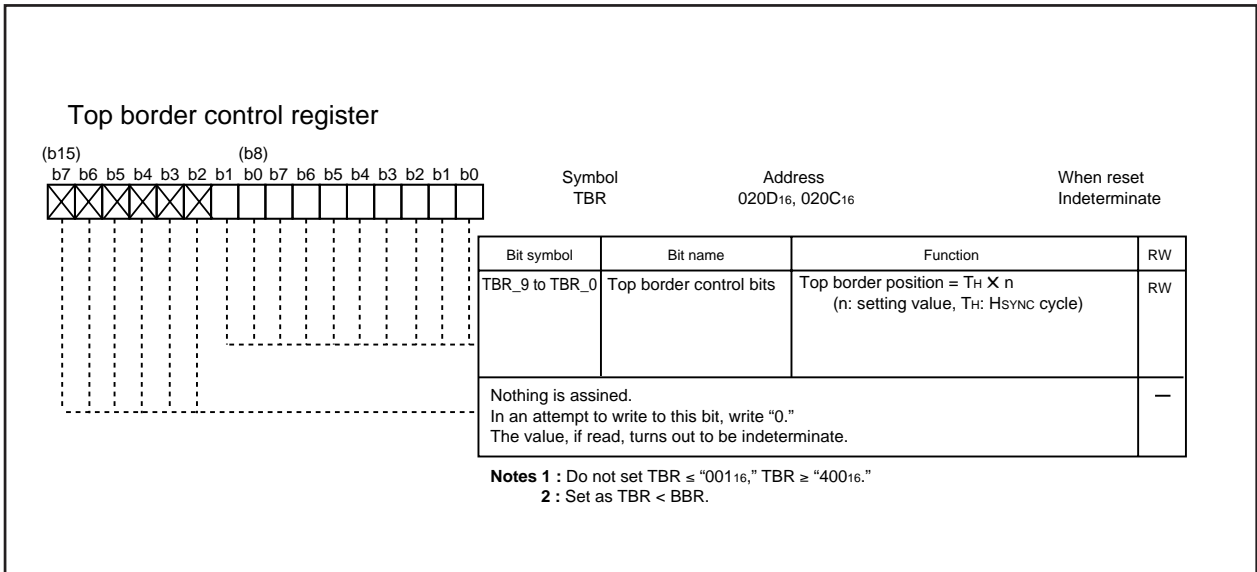 Top border control register
(b15) (b8)
b7 b6 b5 b4 b3 b2 b1 b0 b7 b6 b5 b4 b3 b2 b1 b0
Symbol Address When reset
TBR 020D16, 020C16 Indeterminate
Bit symbol Bit name Function RW
TBR_9 to TBR_0 Top border control bits Top border position = TH X n RW
(n: setting value, TH: HSYNC cycle)
Nothing is assined. —
In an attempt to write to this bit, write “0.”
The value, if read, turns out to be indeterminate.
Notes 1 : Do not set TBR ≤ “00116,” TBR ≥ “40016.”
2 : Set as TBR < BBR.